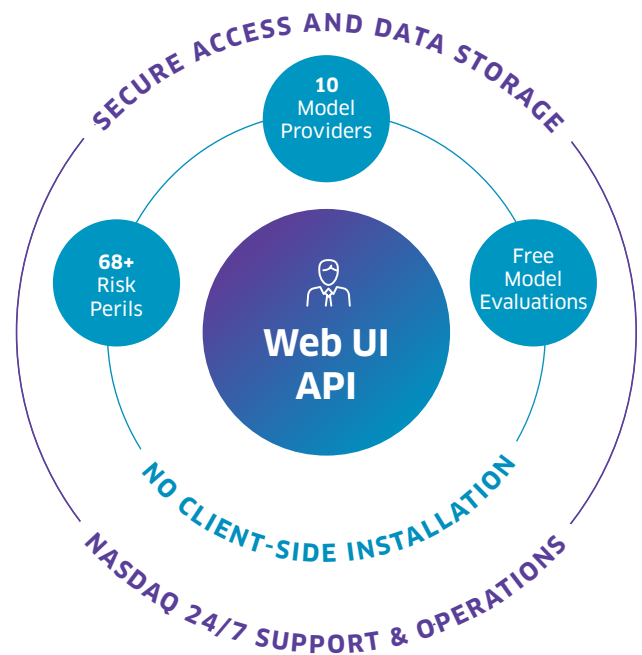 SECURE ACCESS AND DATA STORAGE
10
Model
Providers
68+
Risk
Perils
Free
Model
Evaluations
Web UI
API
NO CLIENT-SIDE INSTALLATION
NASDAQ 24/7 SUPPORT & OPERATIONS